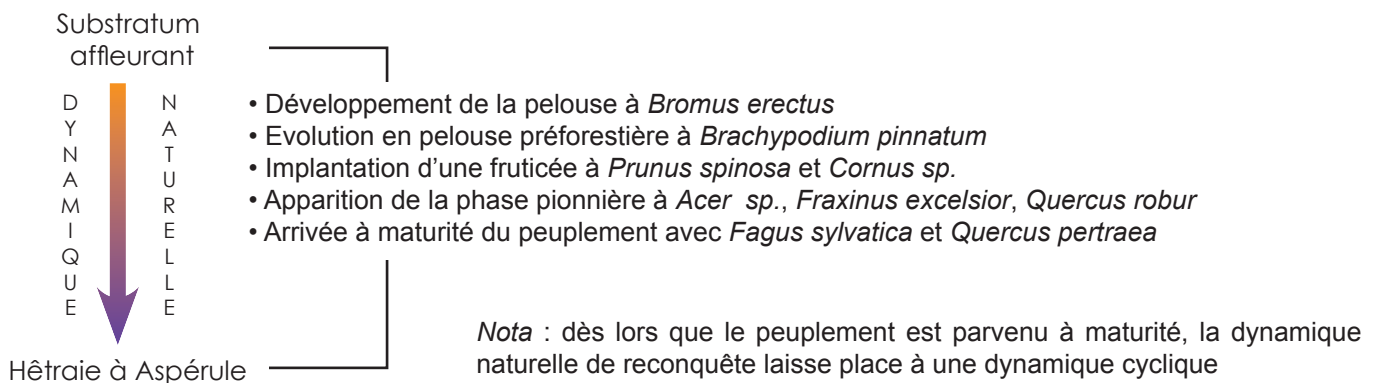 Substratum
affleurant
DYNAMIQUE
NATURELLE
• Développement de la pelouse à Bromus erectus
• Evolution en pelouse préforestière à Brachypodium pinnatum
• Implantation d'une fruticée à Prunus spinosa et Cornus sp.
• Apparition de la phase pionnière à Acer sp., Fraxinus excelsior, Quercus robur
• Arrivée à maturité du peuplement avec Fagus sylvatica et Quercus pertraea
Nota : dès lors que le peuplement est parvenu à maturité, la dynamique
naturelle de reconquête laisse place à une dynamique cyclique
Hêtraie à Aspérule